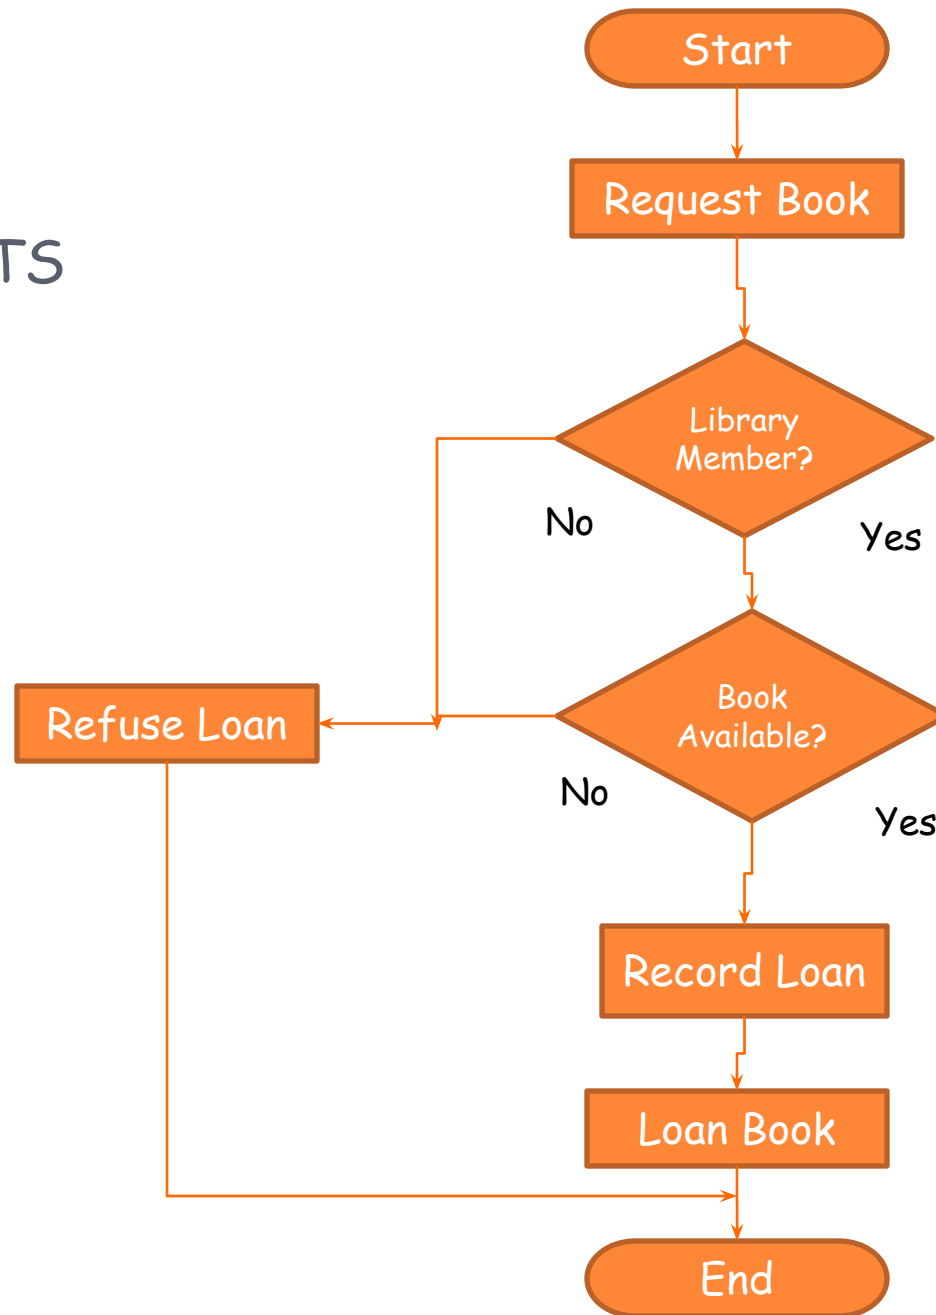 Start
Request Book
TS
Library
Member?
No
Yes
Book
Available?
Refuse Loan
No
Yes
Record Loan
Loan Book
End